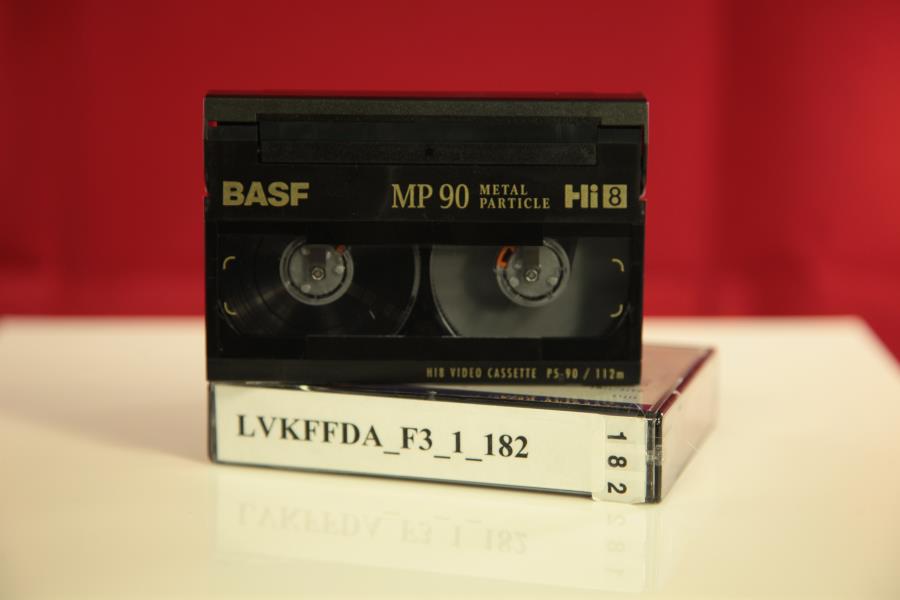 BASF
MP 90
METAL
PARTICLE
Hi8
HI8 VIDEO CASSETTE P5-90 / 112m
LVKFFDA_F3_1_182
182